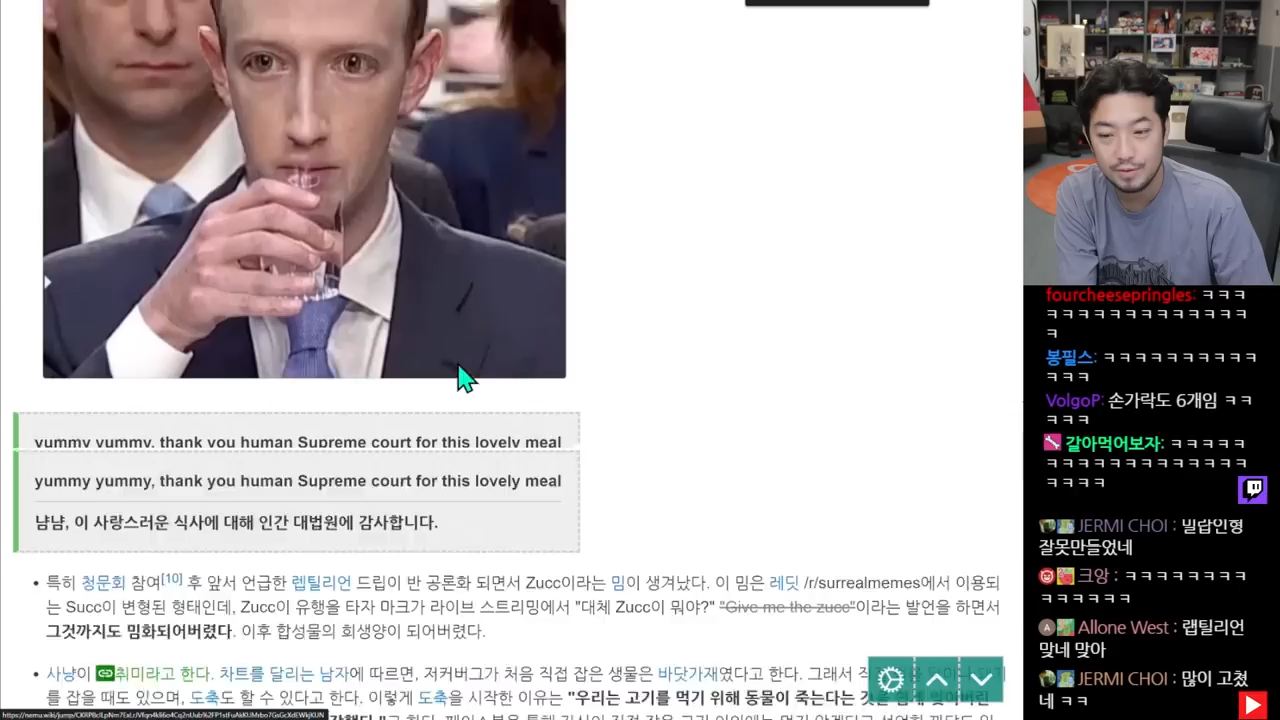 yummy yummy, thank you human Supreme court for this lovely meal
yummy yummy, thank you human Supreme court for this lovely meal
냠냠, 이 사랑스러운 식사에 대해 인간 대법원에 감사합니다.
• 특히 청문회 참여[10] 후 앞서 언급한 렙틸리언 드립이 반 공론화 되면서 Zucc이라는 밈이 생겨났다. 이 밈은 레딧 /r/surrealmemes에서 이용되
는 Succ이 변형된 형태인데, Zucc이 유행을 타자 마크가 라이브 스트리밍에서 "대체 Zucc이 뭐야?" "Give me the zucc"이라는 발언을 하면서
그것까지도 밈화되어버렸다. 이후 합성물의 희생양이 되어버렸다.
• 사냥이 취미라고 한다. 차트를 달리는 남자에 따르면, 저커버그가 처음 직접 잡은 생물은 바닷가재였다고 한다. 그래서
를 잡을 때도 있으며, 도축도 할 수 있다고 한다. 이렇게 도축을 시작한 이유는 "우리는 고기를 먹기 위해 동물이 죽는다는
fourcheesepringles: ㅋㅋㅋ
ㅋㅋㅋㅋㅋㅋㅋㅋㅋㅋㅋㅋㅋ
ㅋ
봉필스: ㅋㅋㅋㅋㅋㅋㅋㅋㅋㅋ
ㅋㅋㅋ
VolgoP: 손가락도 6개임 ㅋㅋ
ㅋㅋㅋㅋ
갈아먹어보자: ㅋㅋㅋㅋㅋ
ㅋㅋㅋㅋㅋㅋㅋㅋㅋㅋㅋㅋㅋ
ㅋㅋㅋㅋ
JERMI CHOI : 밀랍인형
잘못만들었네
크앙 : ㅋㅋㅋㅋㅋㅋㅋㅋ
ㅋㅋㅋㅋㅋㅋ
Allone West : 랩틸리언
맞네 맞아
JERMI CHOI : 많이 고쳤
네 ㅋㅋ